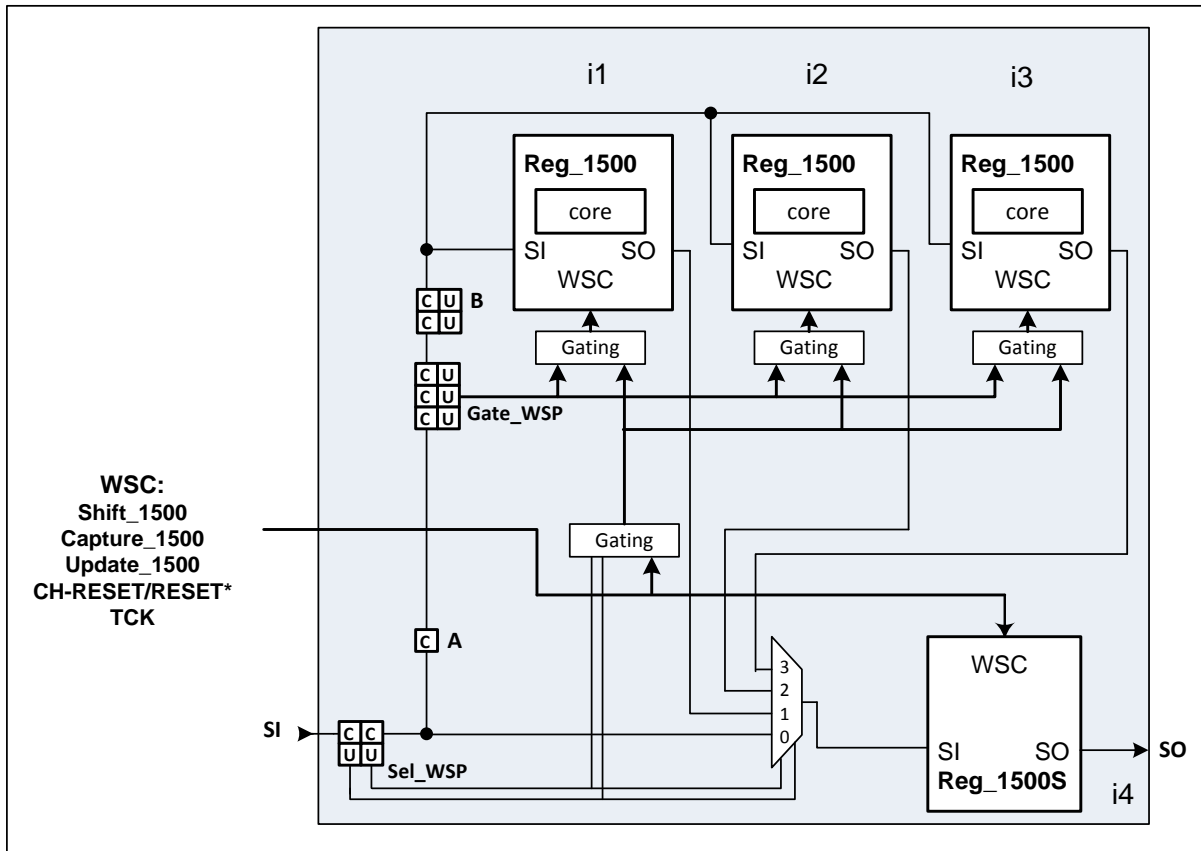 i1
i2
i3
Reg_1500
core
SI
SO
WSC
Gating
Reg_1500
core
SI
SO
WSC
Gating
Reg_1500
core
SI
SO
WSC
Gating
C U
C U
B
C U
C U
C U
Gate_WSP
WSC:
Shift_1500
Capture_1500
Update_1500
CH-RESET/RESET*
TCK
Gating
C
A
SI
C C
U U
Sel_WSP
3
2
1
0
WSC
SI
SO
Reg_1500S
i4
SO